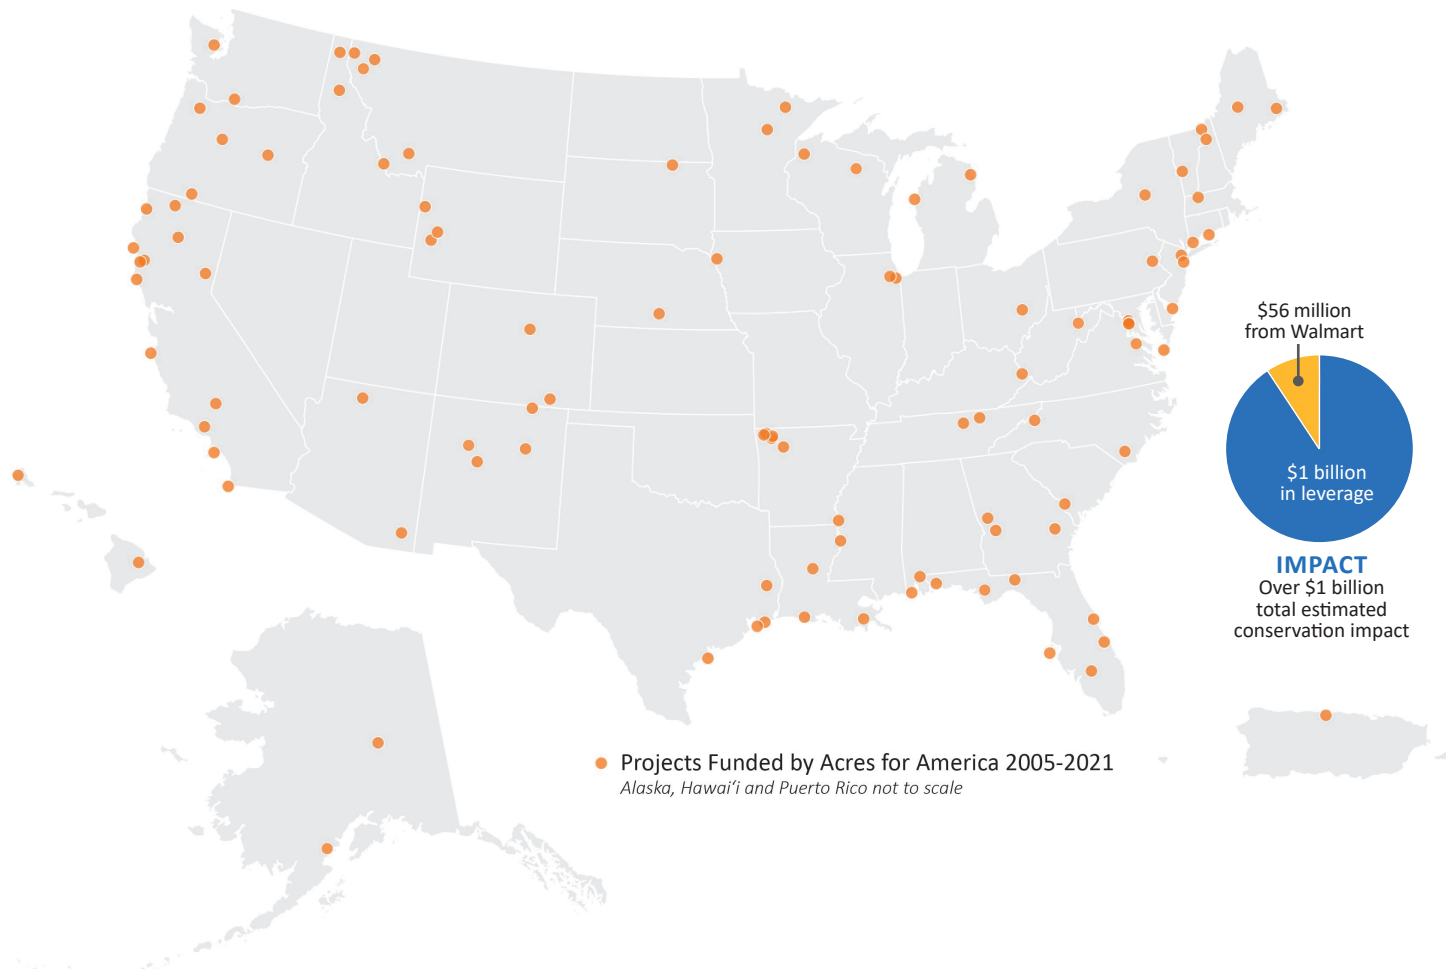 $56 million
from Walmart
$1 billion
in leverage
IMPACT
Over $1 billion
total estimated
conservation impact
Projects Funded by Acres for America 2005-2021
Alaska, Hawaiʻi and Puerto Rico not to scale